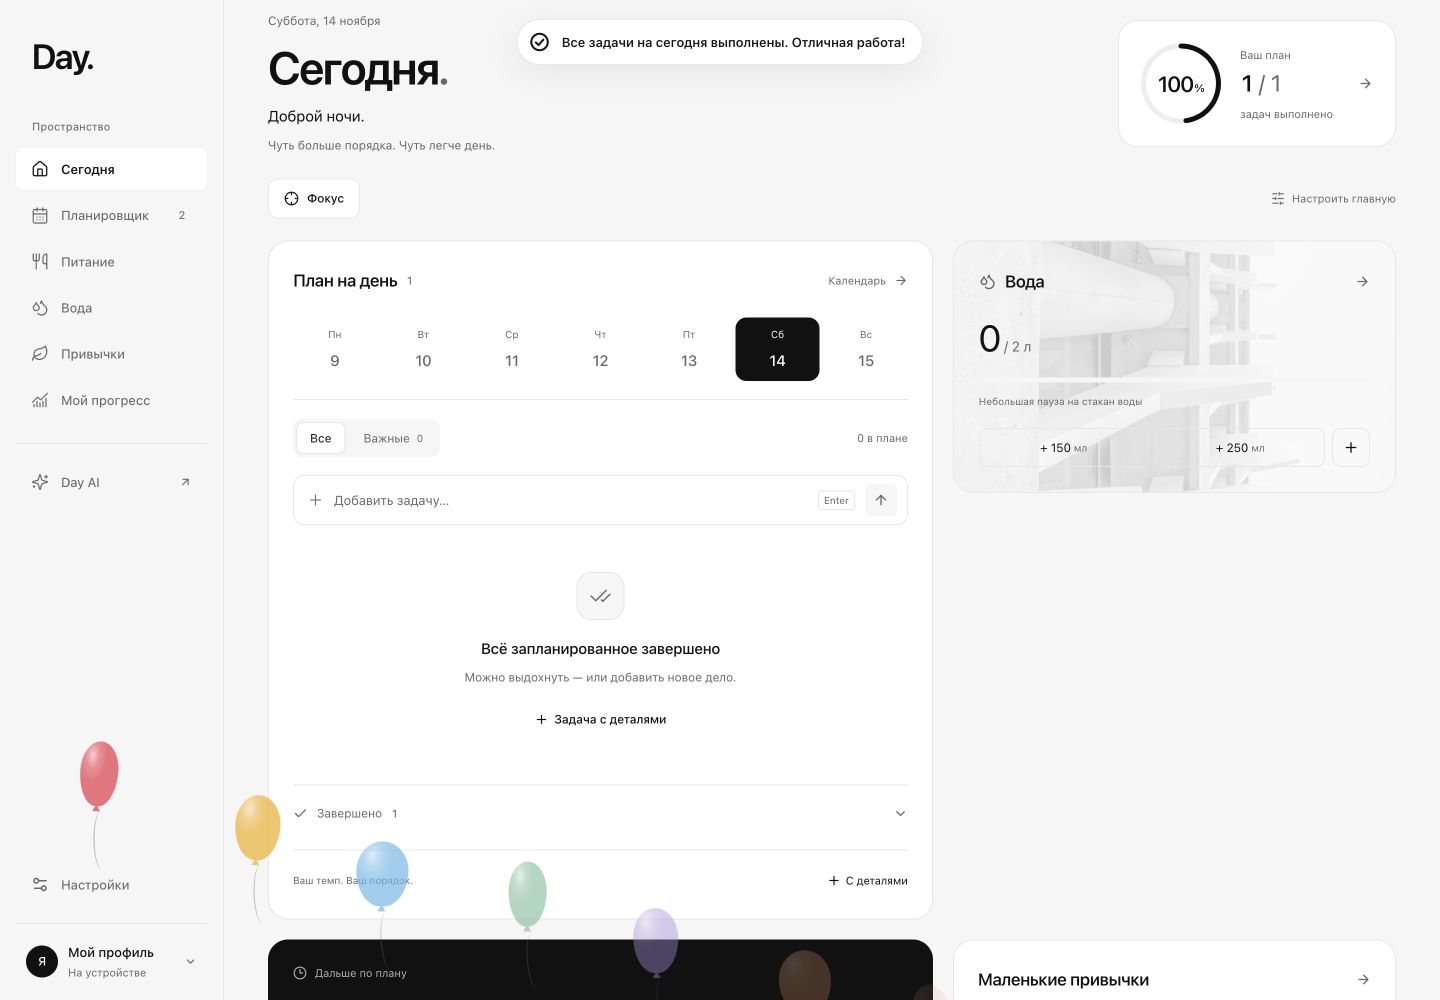 Day.
Пространство
Сегодня
Планировщик 2
Питание
Вода
Привычки
Мой прогресс
Day AI
Настройки
Я
Мой профиль
На устройстве
Суббота, 14 ноября
Сегодня.
Доброй ночи.
Чуть больше порядка. Чуть легче день.
Все задачи на сегодня выполнены. Отличная работа!
100%
Ваш план
1 / 1
задач выполнено
Фокус
Настроить главную
План на день 1
Календарь
Пн Вт Ср Чт Пт Сб Вс
9 10 11 12 13 14 15
Все
Важные 0
0 в плане
Добавить задачу...
Enter
Всё запланированное завершено
Можно выдохнуть — или добавить новое дело.
Задача с деталями
Завершено 1
Ваш темп. Ваш порядок.
С деталями
Дальше по плану
Вода
0 / 2 л
Небольшая пауза на стакан воды
+ 150 мл
+ 250 мл
+
Маленькие привычки